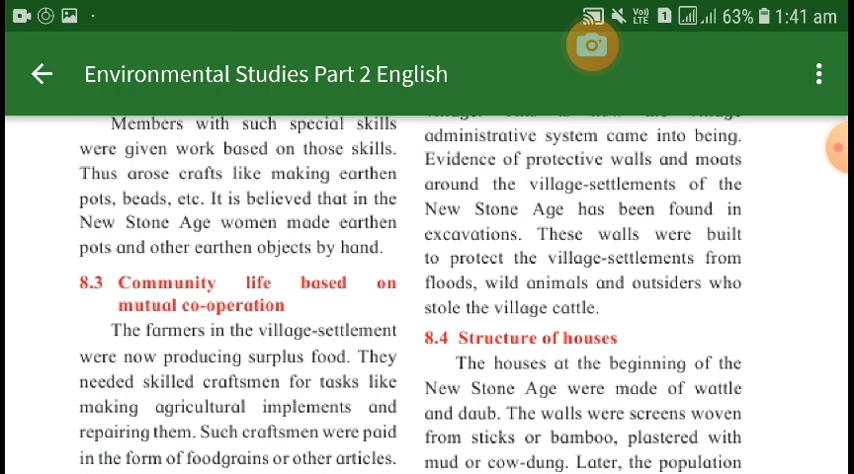 Vo))
LTE
1
63%
1:41 am
Environmental Studies Part 2 English
Members with such special skills
were given work based on those skills.
Thus arose crafts like making earthen
pots, beads, etc. It is believed that in the
New Stone Age women made earthen
pots and other earthen objects by hand.
8.3 Community life based on
mutual co-operation
The farmers in the village-settlement
were now producing surplus food. They
needed skilled craftsmen for tasks like
making agricultural implements and
repairing them. Such craftsmen were paid
in the form of foodgrains or other articles.
administrative system came into being.
Evidence of protective walls and moats
around the village-settlements of the
New Stone Age has been found in
excavations. These walls were built
to protect the village-settlements from
floods, wild animals and outsiders who
stole the village cattle.
8.4 Structure of houses
The houses at the beginning of the
New Stone Age were made of wattle
and daub. The walls were screens woven
from sticks or bamboo, plastered with
mud or cow-dung. Later, the population